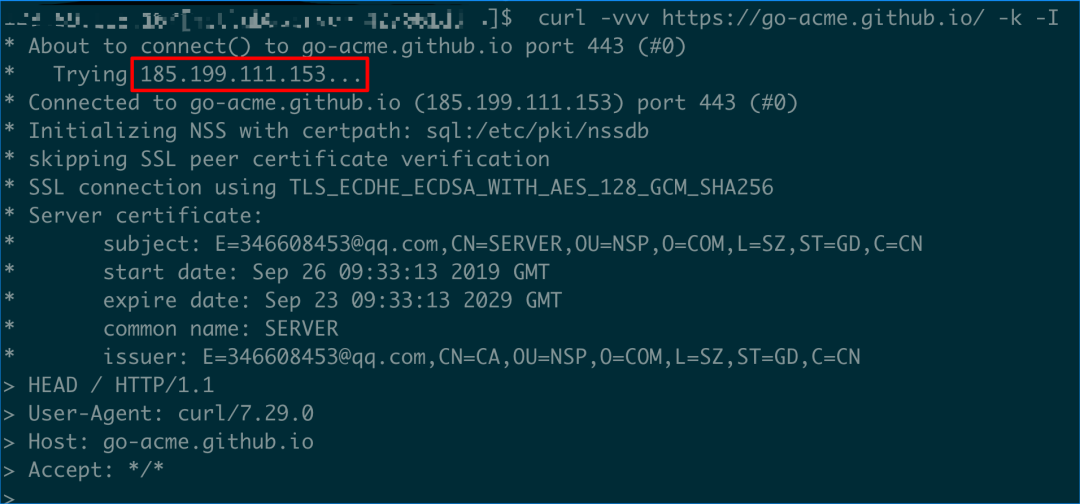 ]$ curl -vvv https://go-acme.github.io/ -k -I
* About to connect() to go-acme.github.io port 443 (#0)
*   Trying 185.199.111.153...
* Connected to go-acme.github.io (185.199.111.153) port 443 (#0)
* Initializing NSS with certpath: sql:/etc/pki/nssdb
* skipping SSL peer certificate verification
* SSL connection using TLS_ECDHE_ECDSA_WITH_AES_128_GCM_SHA256
* Server certificate:
*       subject: E=346608453@qq.com,CN=SERVER,OU=NSP,O=COM,L=SZ,ST=GD,C=CN
*       start date: Sep 26 09:33:13 2019 GMT
*       expire date: Sep 23 09:33:13 2029 GMT
*       common name: SERVER
*       issuer: E=346608453@qq.com,CN=CA,OU=NSP,O=COM,L=SZ,ST=GD,C=CN
> HEAD / HTTP/1.1
> User-Agent: curl/7.29.0
> Host: go-acme.github.io
> Accept: */*
>